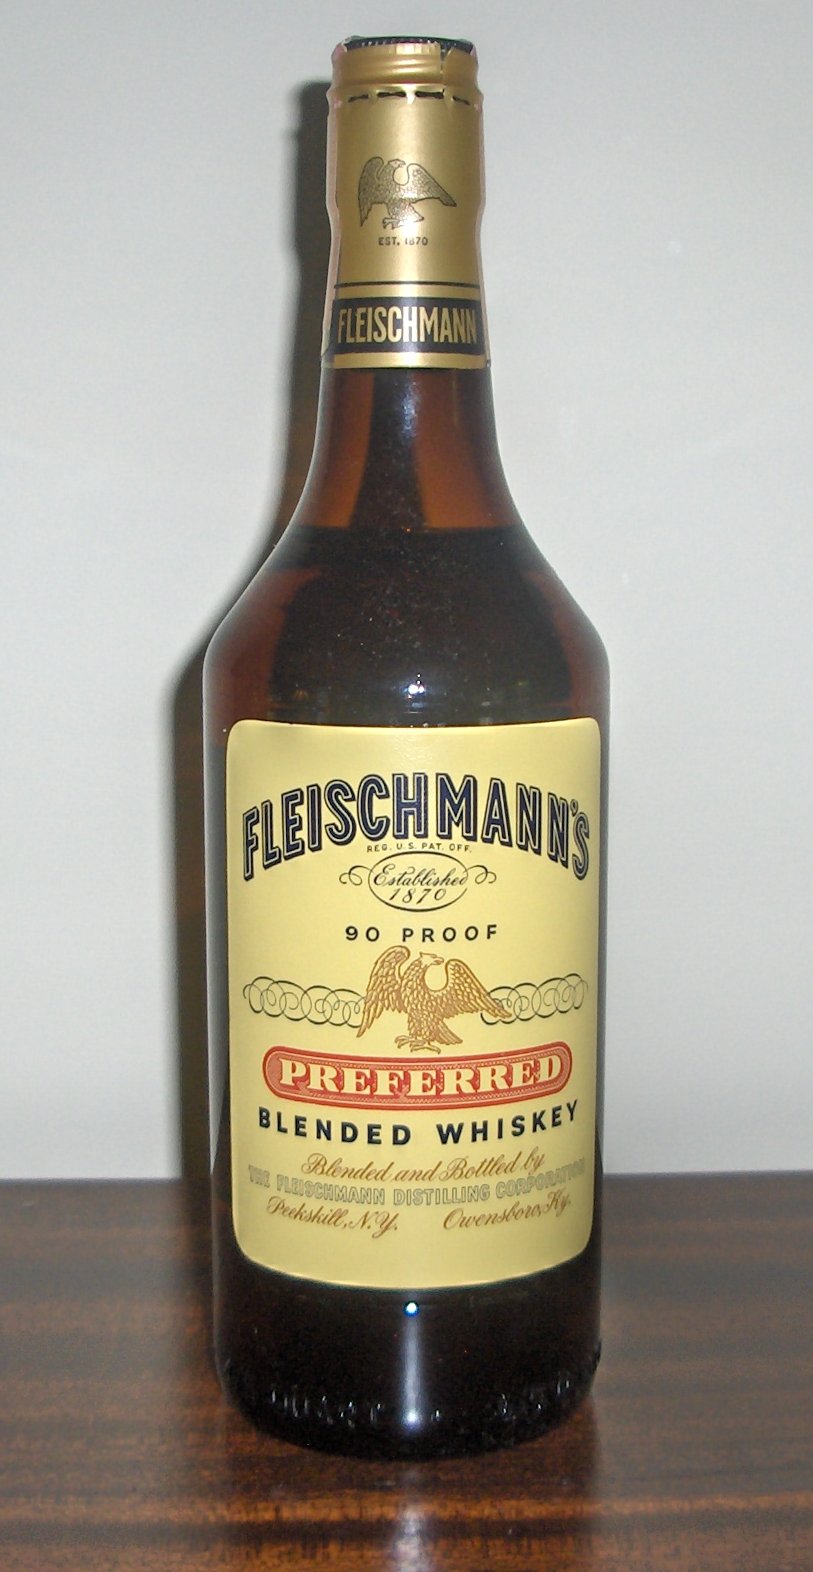 EST. 1870
FLEISCHMANN
FLEISCHMANN'S
REG. U.S. PAT. OFF.
Established
1870
90 PROOF
PREFERRED
BLENDED WHISKEY
Blended and Bottled by
THE FLEISCHMANN DISTILLING CORPORATION
Peekskill, N.Y. Owensboro, Ky.